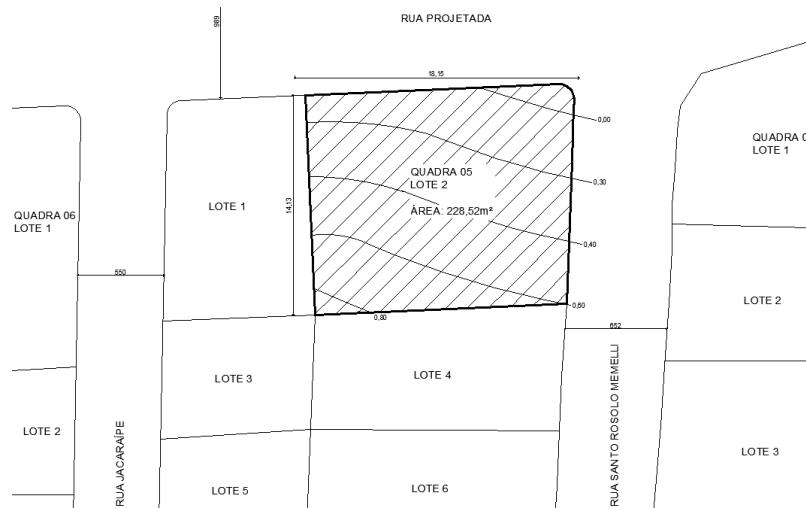 RUA PROJETADA
989
18,15
0,00
QUADRA 0
LOTE 1
QUADRA 05
LOTE 2
0,30
ÁREA: 228,52m²
LOTE 1
14,13
QUADRA 06
LOTE 1
0,40
550
0,60
0,80
652
LOTE 2
LOTE 3
LOTE 4
LOTE 2
LOTE 3
LOTE 5
LOTE 6
RUA JACARAÍPE
RUA SANTO ROSOLO MEMELLI